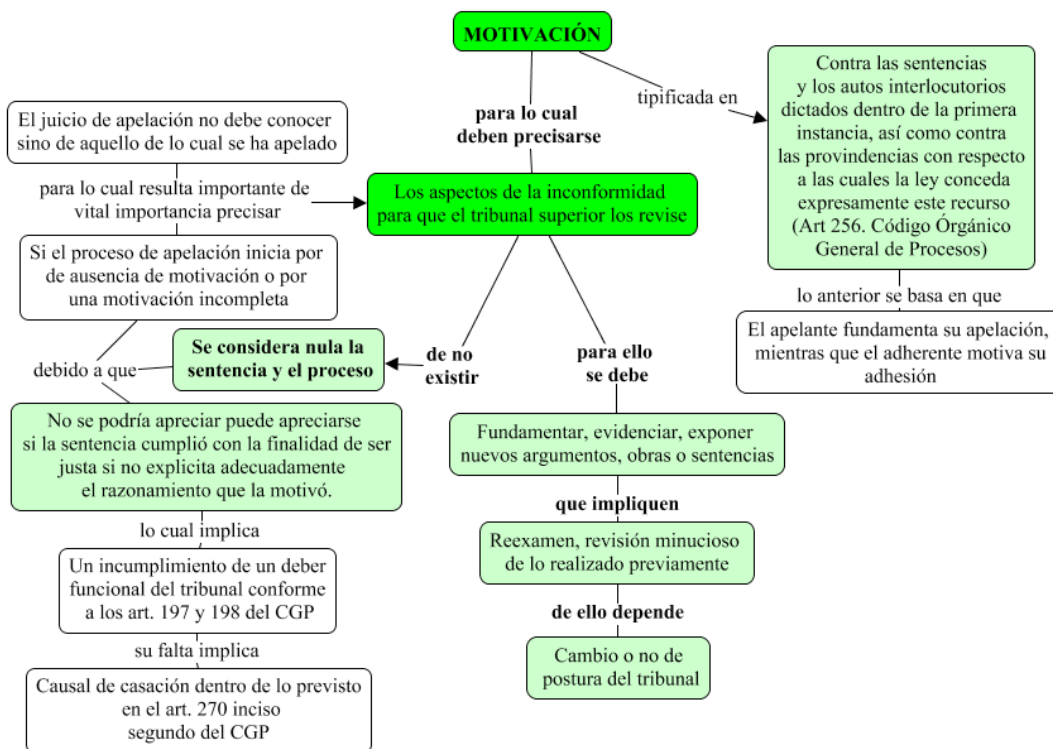 MOTIVACIÓN
tipificada en
Contra las sentencias
y los autos interlocutorios
dictados dentro de la primera
instancia, así como contra
las provindencias con respecto
a las cuales la ley conceda
expresamente este recurso
(Art 256. Código Órgánico
General de Procesos)
lo anterior se basa en que
El apelante fundamenta su apelación,
mientras que el adherente motiva su
adhesión
para lo cual
deben precisarse
El juicio de apelación no debe conocer
sino de aquello de lo cual se ha apelado
para lo cual resulta importante de
vital importancia precisar
Los aspectos de la inconformidad
para que el tribunal superior los revise
Si el proceso de apelación inicia por
de ausencia de motivación o por
una motivación incompleta
debido a que
Se considera nula la
sentencia y el proceso
de no
existir
para ello
se debe
No se podría apreciar puede apreciarse
si la sentencia cumplió con la finalidad de ser
justa si no explicita adecuadamente
el razonamiento que la motivó.
lo cual implica
Un incumplimiento de un deber
funcional del tribunal conforme
a los art. 197 y 198 del CGP
su falta implica
Causal de casación dentro de lo previsto
en el art. 270 inciso
segundo del CGP
Fundamentar, evidenciar, exponer
nuevos argumentos, obras o sentencias
que impliquen
Reexamen, revisión minucioso
de lo realizado previamente
de ello depende
Cambio o no de
postura del tribunal